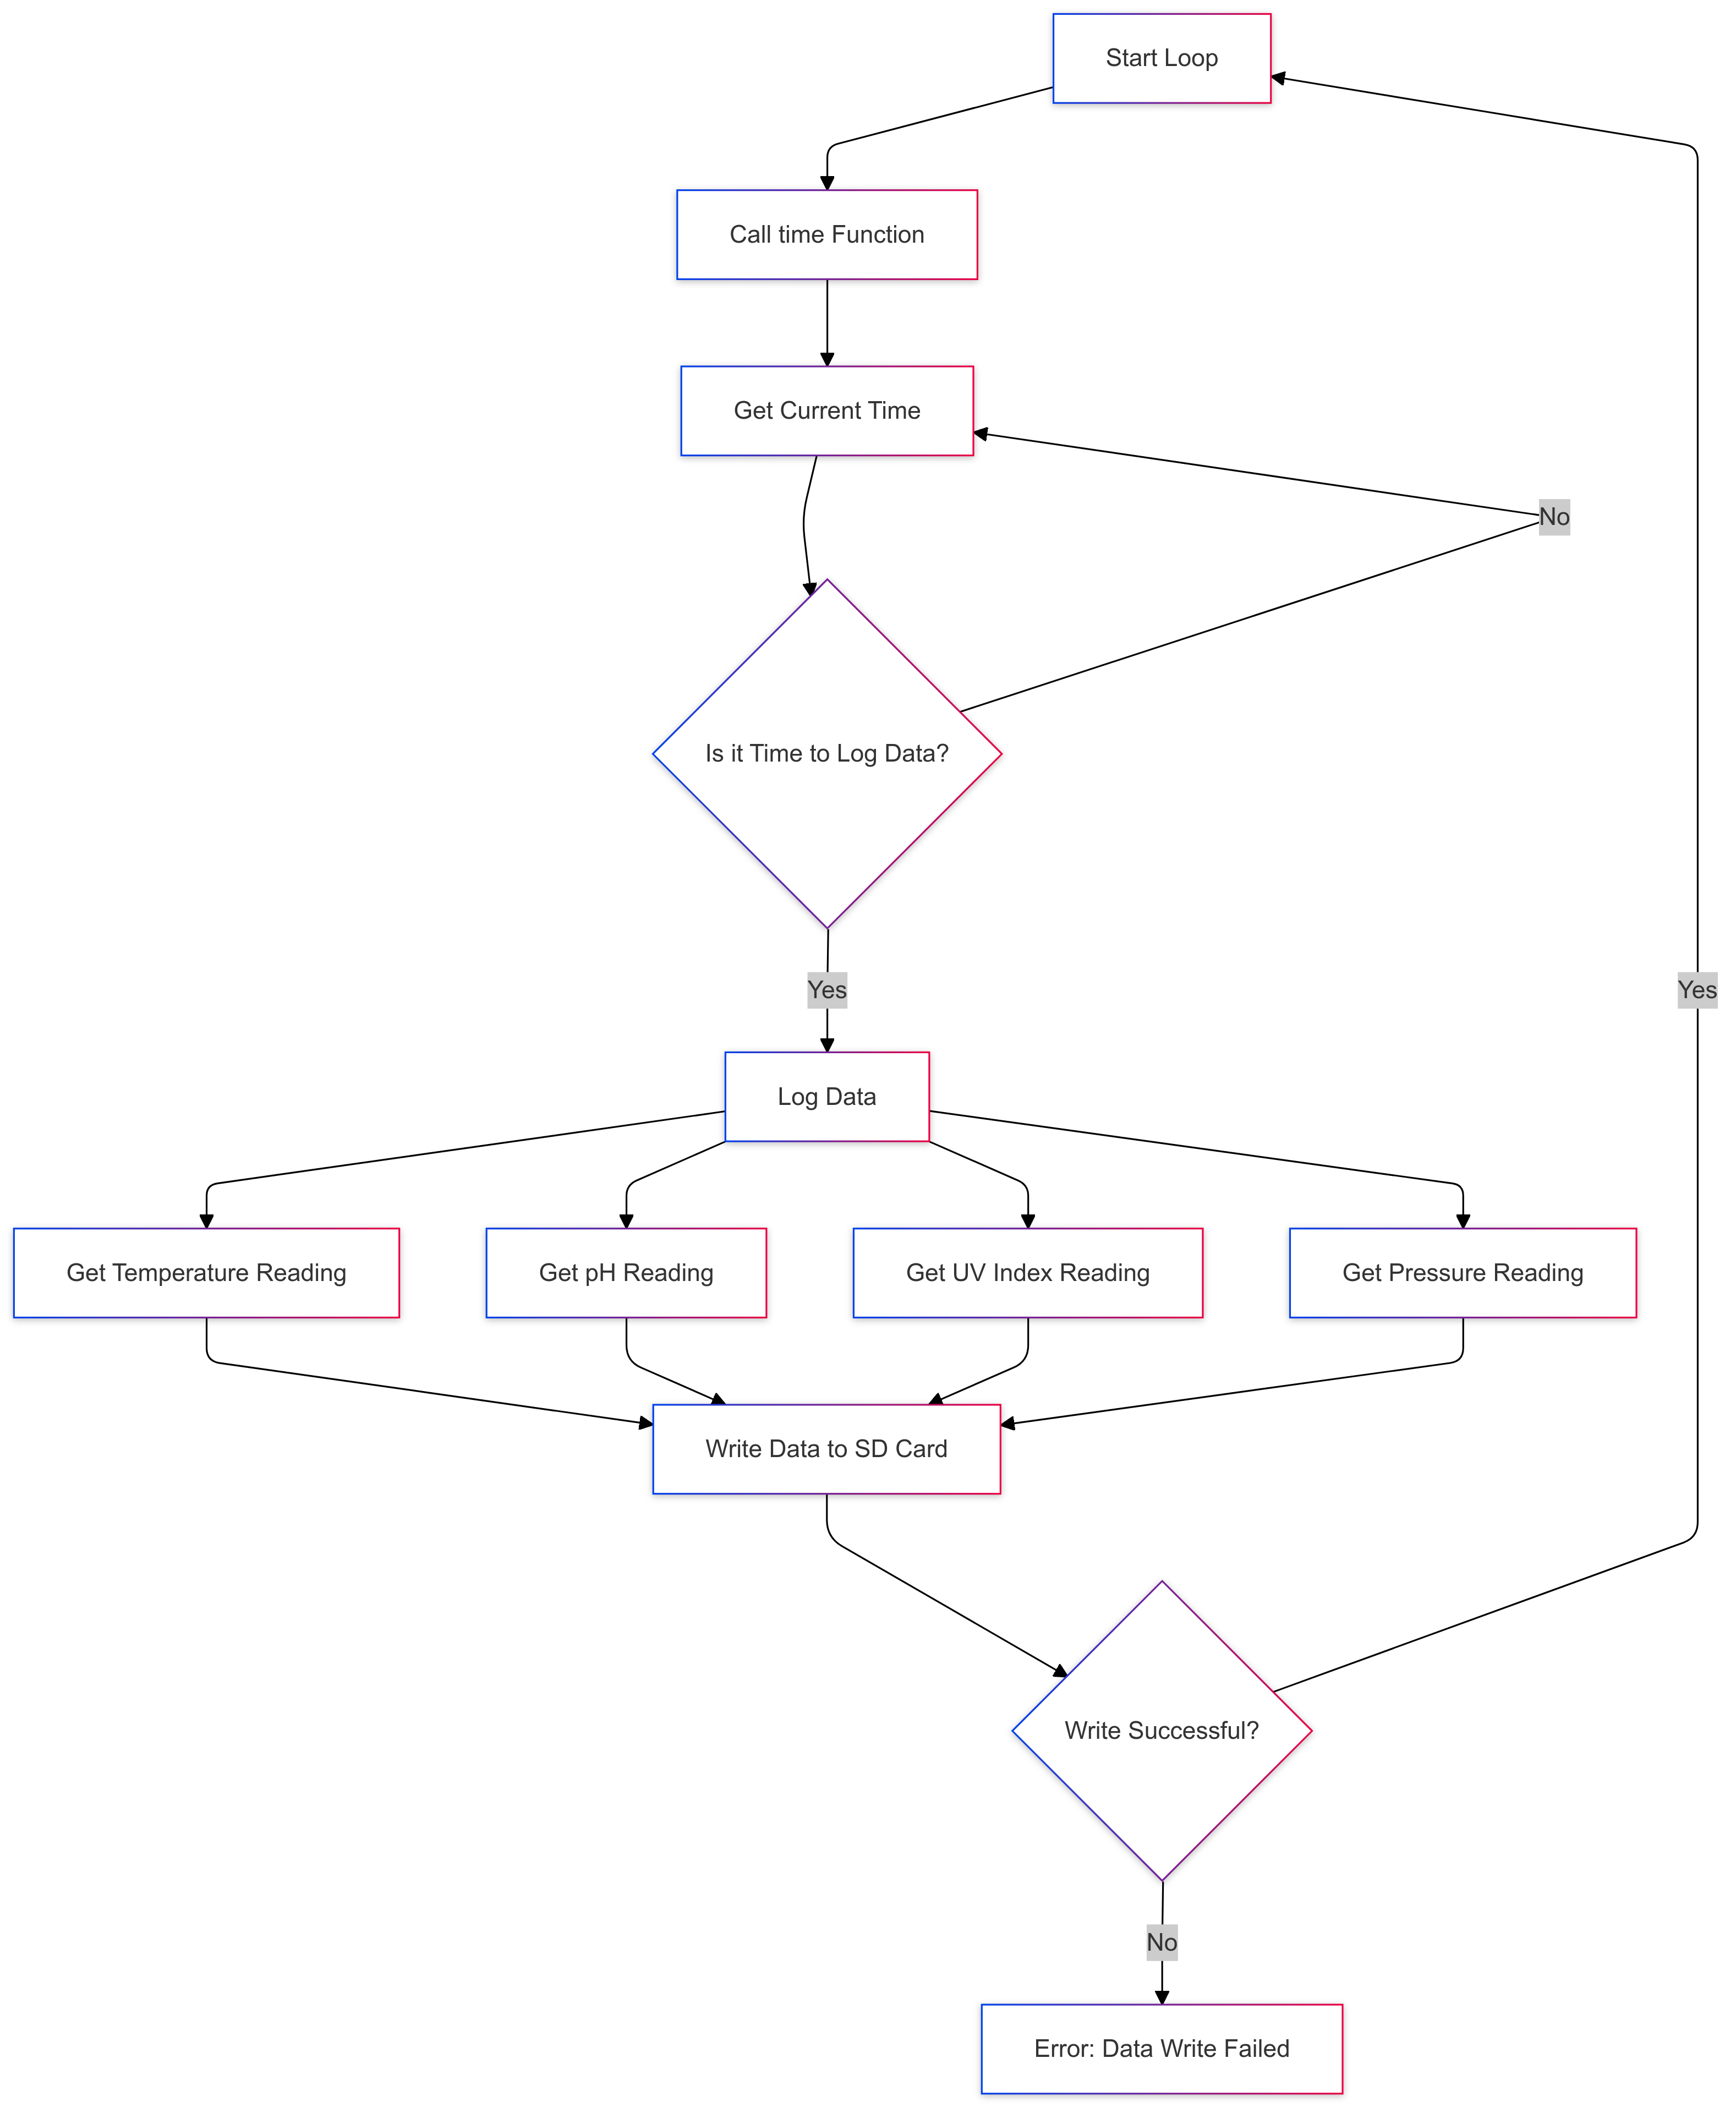 Start Loop
Call time Function
Get Current Time
No
Is it Time to Log Data?
Yes
Yes
Log Data
Get Temperature Reading
Get pH Reading
Get UV Index Reading
Get Pressure Reading
Write Data to SD Card
Write Successful?
No
Error: Data Write Failed